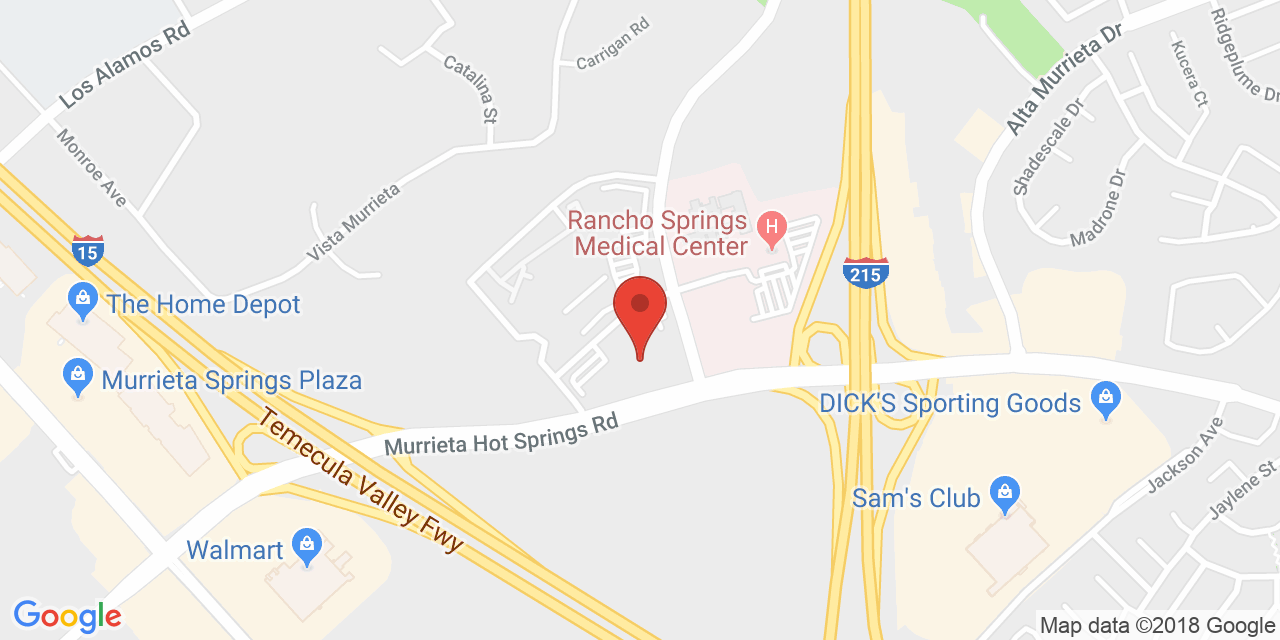 Los Alamos Rd
Carrigan Rd
Catalina St
Alta Murrieta Dr
Ridgeplume Dr
Kucera Ct
Shadescale Dr
Madrone Dr
Monroe Ave
Vista Murrieta
Rancho Springs
Medical Center
H
15
215
The Home Depot
Murrieta Springs Plaza
DICK'S Sporting Goods
Murrieta Hot Springs Rd
Temecula Valley Fwy
Jackson Ave
Jaylene St
Sam's Club
Walmart
Google
Map data ©2018 Google